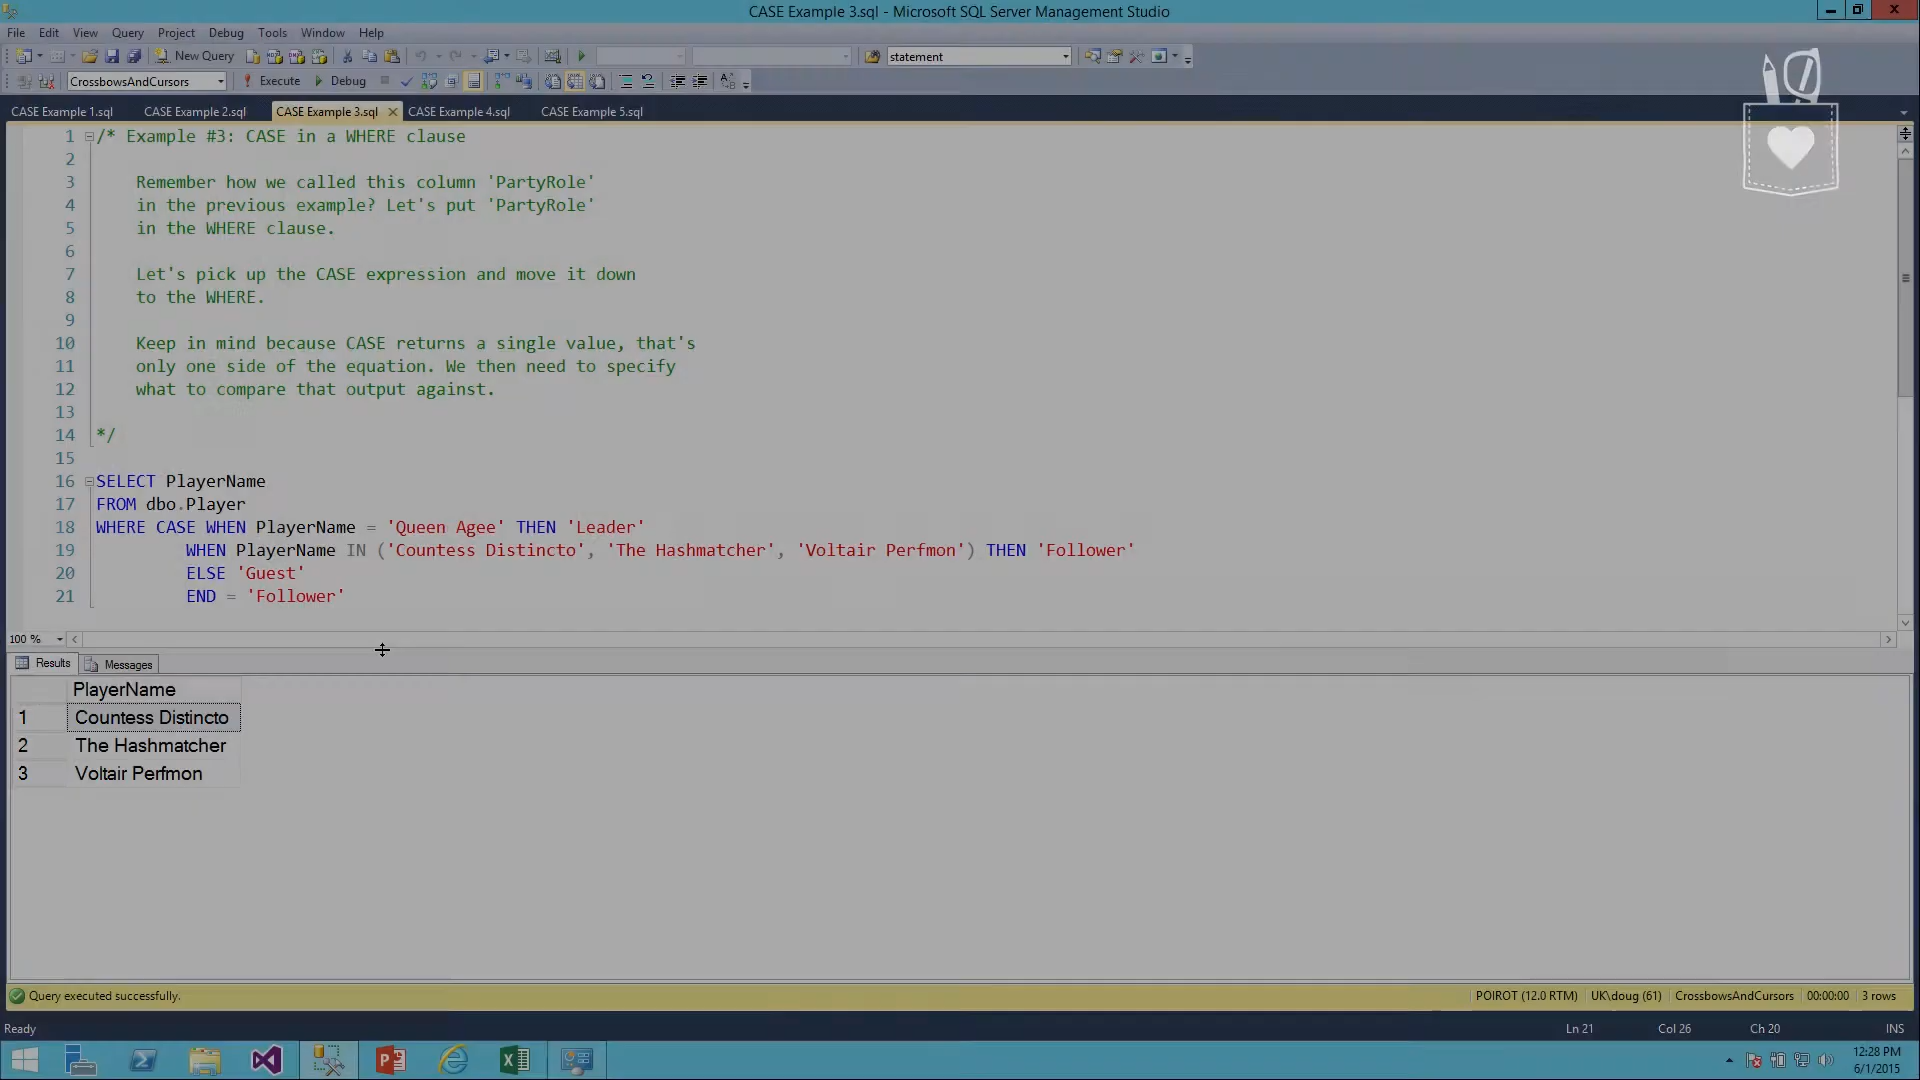 CASE Example 3.sql - Microsoft SQL Server Management Studio
File Edit View Query Project Debug Tools Window Help
New Query statement
CrossbowsAndCursors Execute Debug
CASE Example 1.sql CASE Example 2.sql CASE Example 3.sql CASE Example 4.sql CASE Example 5.sql
1 /* Example #3: CASE in a WHERE clause
2
3 Remember how we called this column 'PartyRole'
4 in the previous example? Let's put 'PartyRole'
5 in the WHERE clause.
6
7 Let's pick up the CASE expression and move it down
8 to the WHERE.
9
10 Keep in mind because CASE returns a single value, that's
11 only one side of the equation. We then need to specify
12 what to compare that output against.
13
14 */
15
16 SELECT PlayerName
17 FROM dbo.Player
18 WHERE CASE WHEN PlayerName = 'Queen Agee' THEN 'Leader'
19 WHEN PlayerName IN ('Countess Distincto', 'The Hashmatcher', 'Voltair Perfmon') THEN 'Follower'
20 ELSE 'Guest'
21 END = 'Follower'
100 %
Results Messages
PlayerName
1 Countess Distincto
2 The Hashmatcher
3 Voltair Perfmon
Query executed successfully. POIROT (12.0 RTM) UK\doug (61) CrossbowsAndCursors 00:00:00 3 rows
Ready Ln 21 Col 26 Ch 20 INS
12:28 PM
6/1/2015